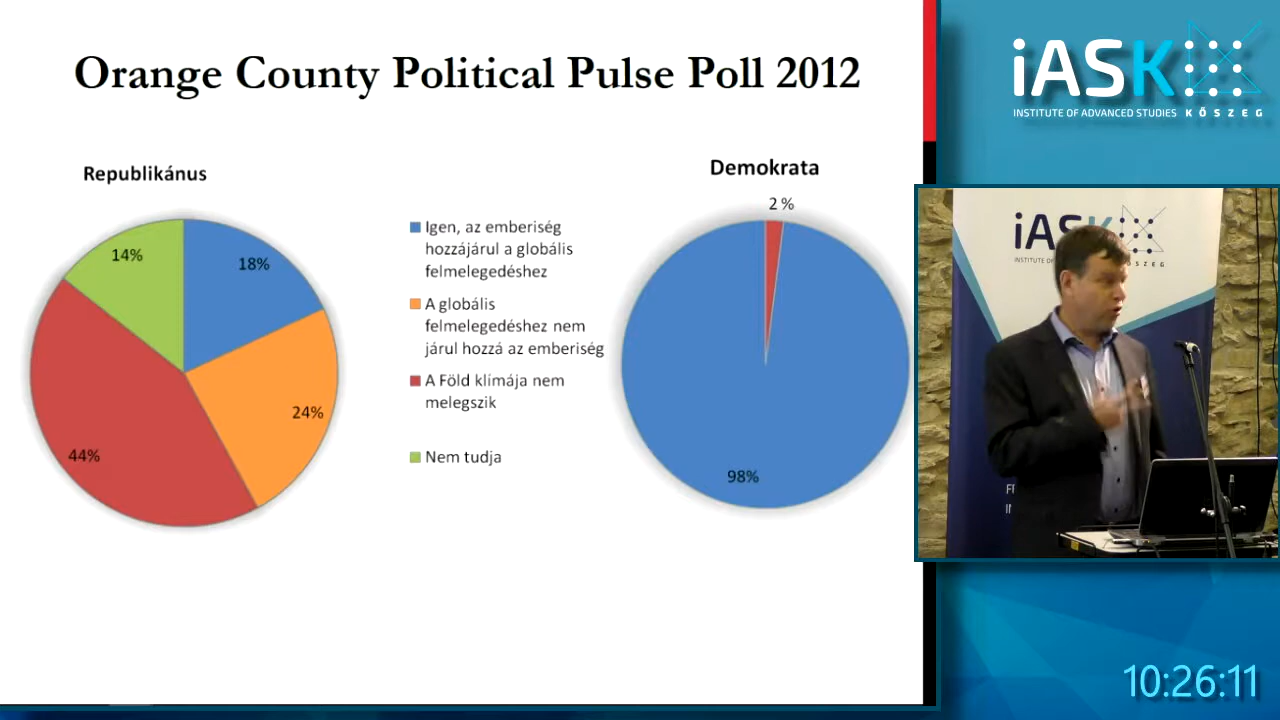 Orange County Political Pulse Poll 2012
Republikánus
14%
18%
24%
44%
Igen, az emberiség
hozzájárul a globális
felmelegedéshez
A globális
felmelegedéshez nem
járul hozzá az emberiség
A Föld klímája nem
melegszik
Nem tudja
Demokrata
2 %
98%
iASK
INSTITUTE OF ADVANCED STUDIES KŐSZEG
iASK
10:26:11